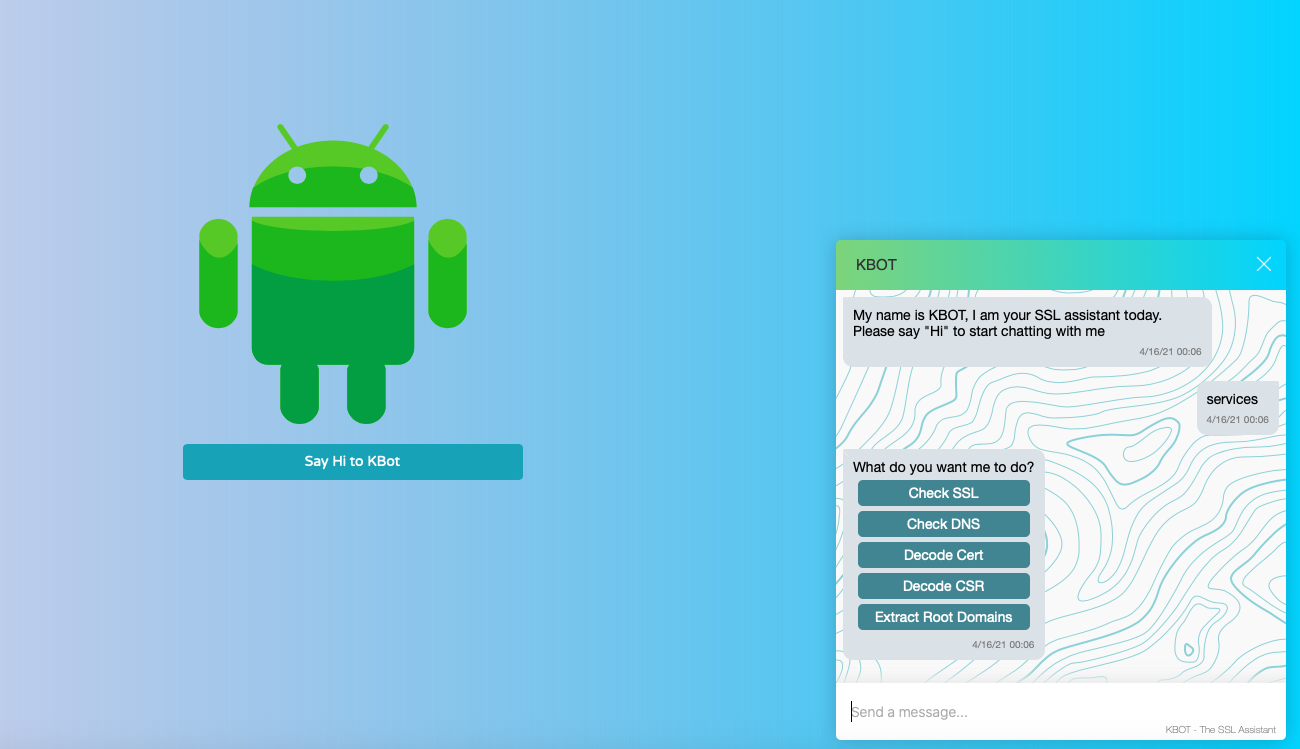 Say Hi to KBot
KBOT
My name is KBOT, I am your SSL assistant today.
Please say "Hi" to start chatting with me
4/16/21 00:06
services
4/16/21 00:06
What do you want me to do?
Check SSL
Check DNS
Decode Cert
Decode CSR
Extract Root Domains
4/16/21 00:06
Send a message...
KBOT - The SSL Assistant